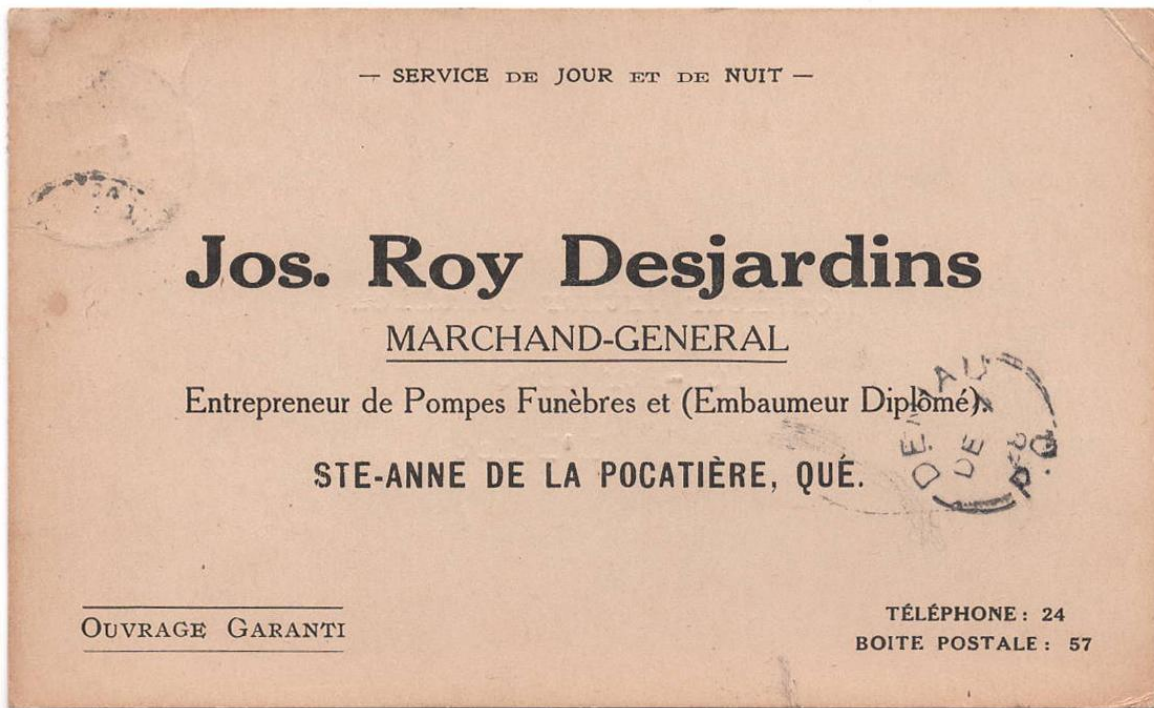 — SERVICE DE JOUR ET DE NUIT —
Jos. Roy Desjardins
MARCHAND-GENERAL
Entrepreneur de Pompes Funèbres et (Embaumeur Diplômé).
STE-ANNE DE LA POCATIÈRE, QUÉ.
DE
P.Q
OUVRAGE GARANTI
TÉLÉPHONE: 24
BOITE POSTALE: 57